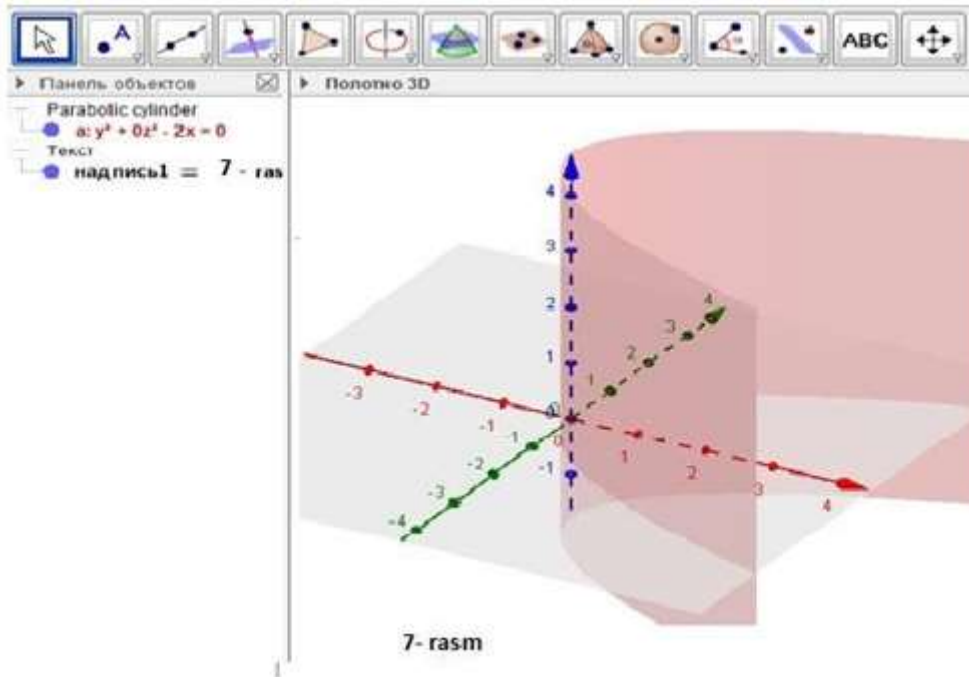 A
ABC
Панель объектов
Полотно 3D
Parabolic cylinder
a: y² + 0z² - 2x = 0
Текст
надпись1 = 7 - ras
4
3
2
1
0
-1
-3
-2
-1
0
1
2
3
4
-4
-3
-2
-1
1
2
3
4
7- rasm